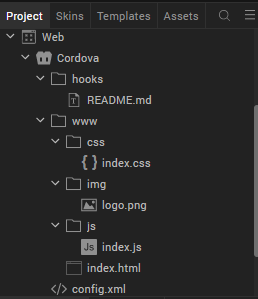 Project Skins Templates Assets
Web
Cordova
hooks
README.md
www
css
{ } index.css
img
logo.png
js
Js index.js
index.html
</> config.xml